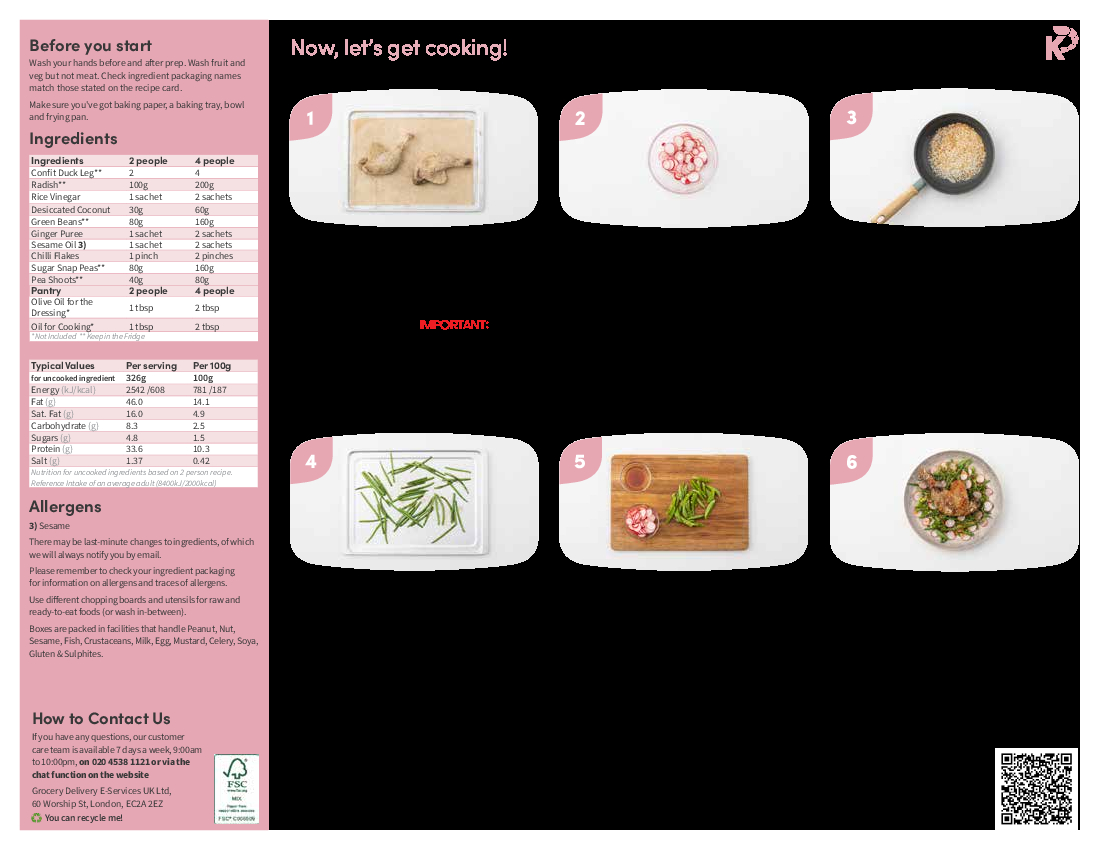 Before you start
Wash your hands before and after prep. Wash fruit and
veg but not meat. Check ingredient packaging names
match those stated on the recipe card.
Make sure you've got baking paper, a baking tray, bowl
and frying pan.
Ingredients
Ingredients 2 people 4 people
Confit Duck Leg** 2 4
Radish** 100g 200g
Rice Vinegar 1 sachet 2 sachets
Desiccated Coconut 30g 60g
Green Beans** 80g 160g
Ginger Puree 1 sachet 2 sachets
Sesame Oil 3) 1 sachet 2 sachets
Chilli Flakes 1 pinch 2 pinches
Sugar Snap Peas** 80g 160g
Pea Shoots** 40g 80g
Pantry 2 people 4 people
Olive Oil for the
Dressing* 1 tbsp 2 tbsp
Oil for Cooking* 1 tbsp 2 tbsp
*Not Included ** Keep in the Fridge
Typical Values Per serving Per 100g
for uncooked ingredient 326g 100g
Energy (kJ/kcal) 2542 /608 781 /187
Fat (g) 46.0 14.1
Sat. Fat (g) 16.0 4.9
Carbohydrate (g) 8.3 2.5
Sugars (g) 4.8 1.5
Protein (g) 33.6 10.3
Salt (g) 1.37 0.42
Nutrition for uncooked ingredients based on 2 person recipe.
Reference Intake of an average adult (8400kJ/2000kcal)
Allergens
3) Sesame
There may be last-minute changes to ingredients, of which
we will always notify you by email.
Please remember to check your ingredient packaging
for information on allergens and traces of allergens.
Use different chopping boards and utensils for raw and
ready-to-eat foods (or wash in-between).
Boxes are packed in facilities that handle Peanut, Nut,
Sesame, Fish, Crustaceans, Milk, Egg, Mustard, Celery, Soya,
Gluten & Sulphites.
How to Contact Us
If you have any questions, our customer
care team is available 7 days a week, 9:00am
to 10:00pm, on 020 4538 1121 or via the
chat function on the website
Grocery Delivery E-Services UK Ltd,
60 Worship St, London, EC2A 2EZ
You can recycle me!
FSC
MIX
Now, let's get cooking!
K
1
2
3
IMPORTANT:
4
5
6